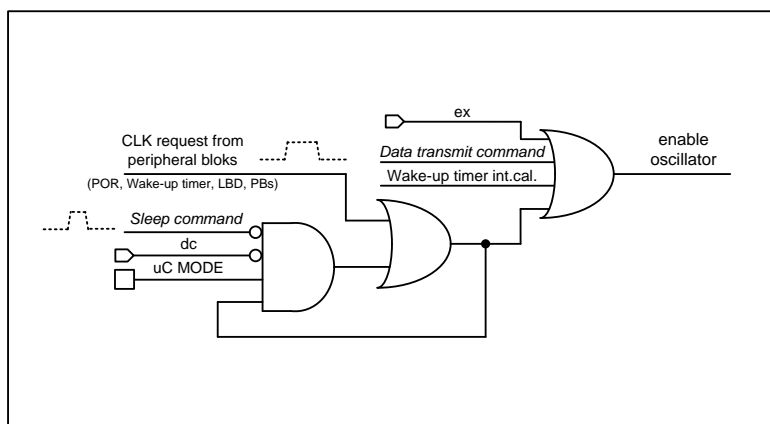 ex
CLK request from
peripheral bloks
(POR, Wake-up timer, LBD, PBs)
Data transmit command
Wake-up timer int.cal.
enable
oscillator
Sleep command
dc
uC MODE